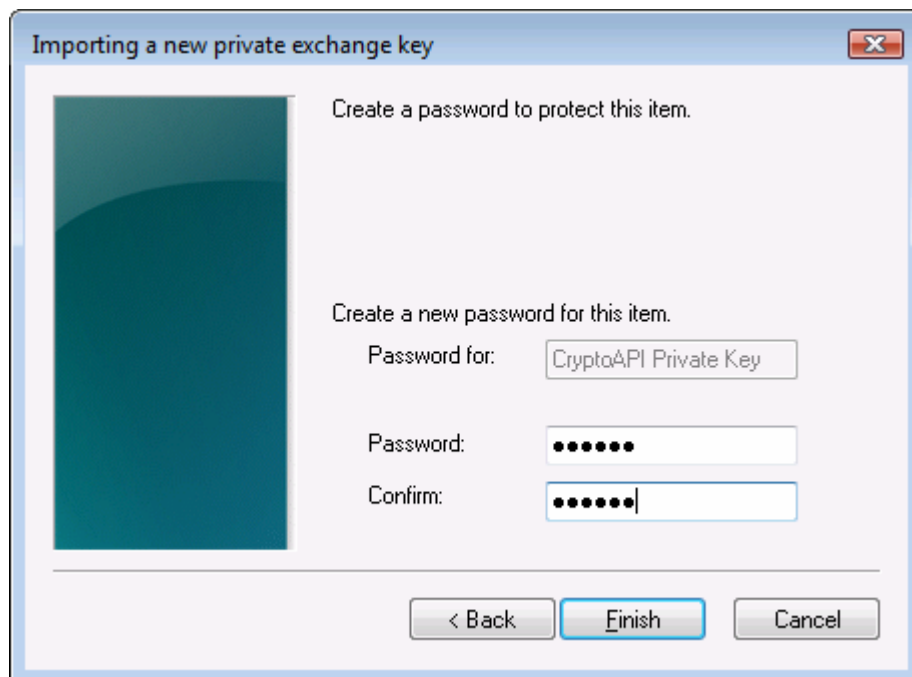 Importing a new private exchange key
Create a password to protect this item.
Create a new password for this item.
Password for: CryptoAPI Private Key
Password: ••••••
Confirm: ••••••
< Back Finish Cancel